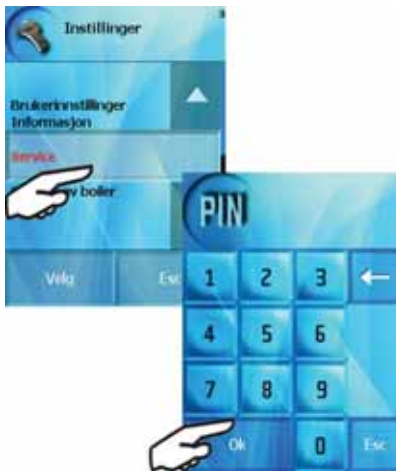 Instillinger
Brukerinnstillinger
Informasjon
Service
v boiler
Velg
Esc
PIN
1 2 3
4 5 6
7 8 9
Ok 0 Esc